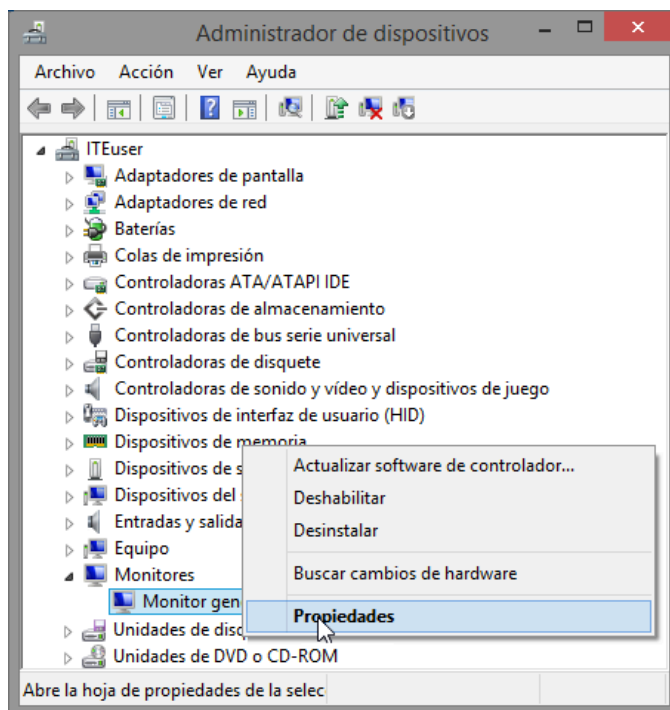 Administrador de dispositivos
Archivo Acción Ver Ayuda
ITEuser
Adaptadores de pantalla
Adaptadores de red
Baterías
Colas de impresión
Controladoras ATA/ATAPI IDE
Controladoras de almacenamiento
Controladoras de bus serie universal
Controladoras de disquete
Controladoras de sonido y vídeo y dispositivos de juego
Dispositivos de interfaz de usuario (HID)
Dispositivos de memoria
Dispositivos de s
Dispositivos del
Entradas y salida
Equipo
Monitores
Monitor gen
Unidades de disq
Unidades de DVD o CD-ROM
Actualizar software de controlador...
Deshabilitar
Desinstalar
Buscar cambios de hardware
Propiedades
Abre la hoja de propiedades de la selec